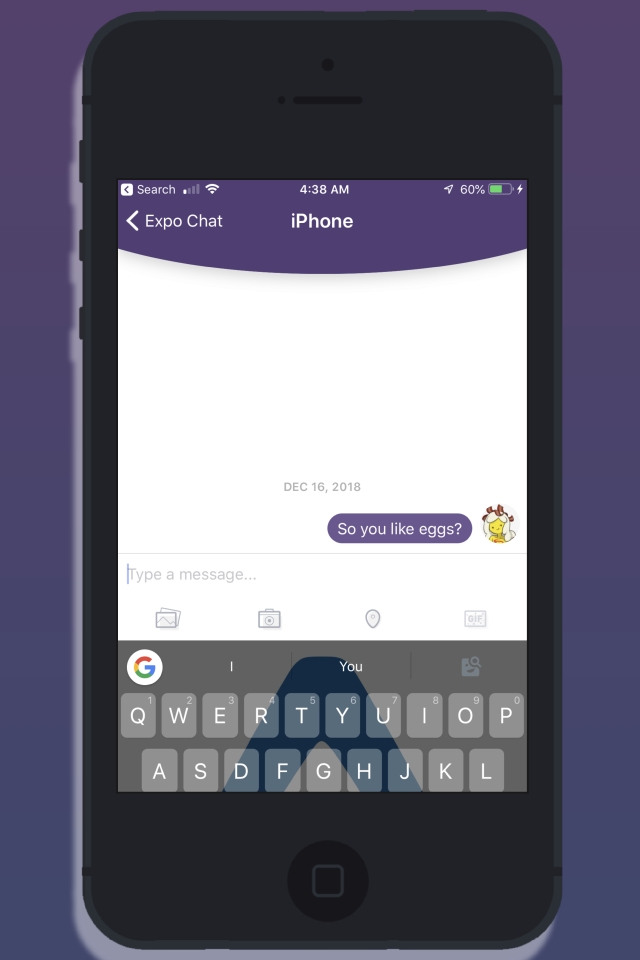 Search 4:38 AM 60%
Expo Chat iPhone
DEC 16, 2018
So you like eggs?
Type a message...
GIF
G I You
1 2 3 4 5 6 7 8 9 0
Q W E R T Y U I O P
A S D F G H J K L